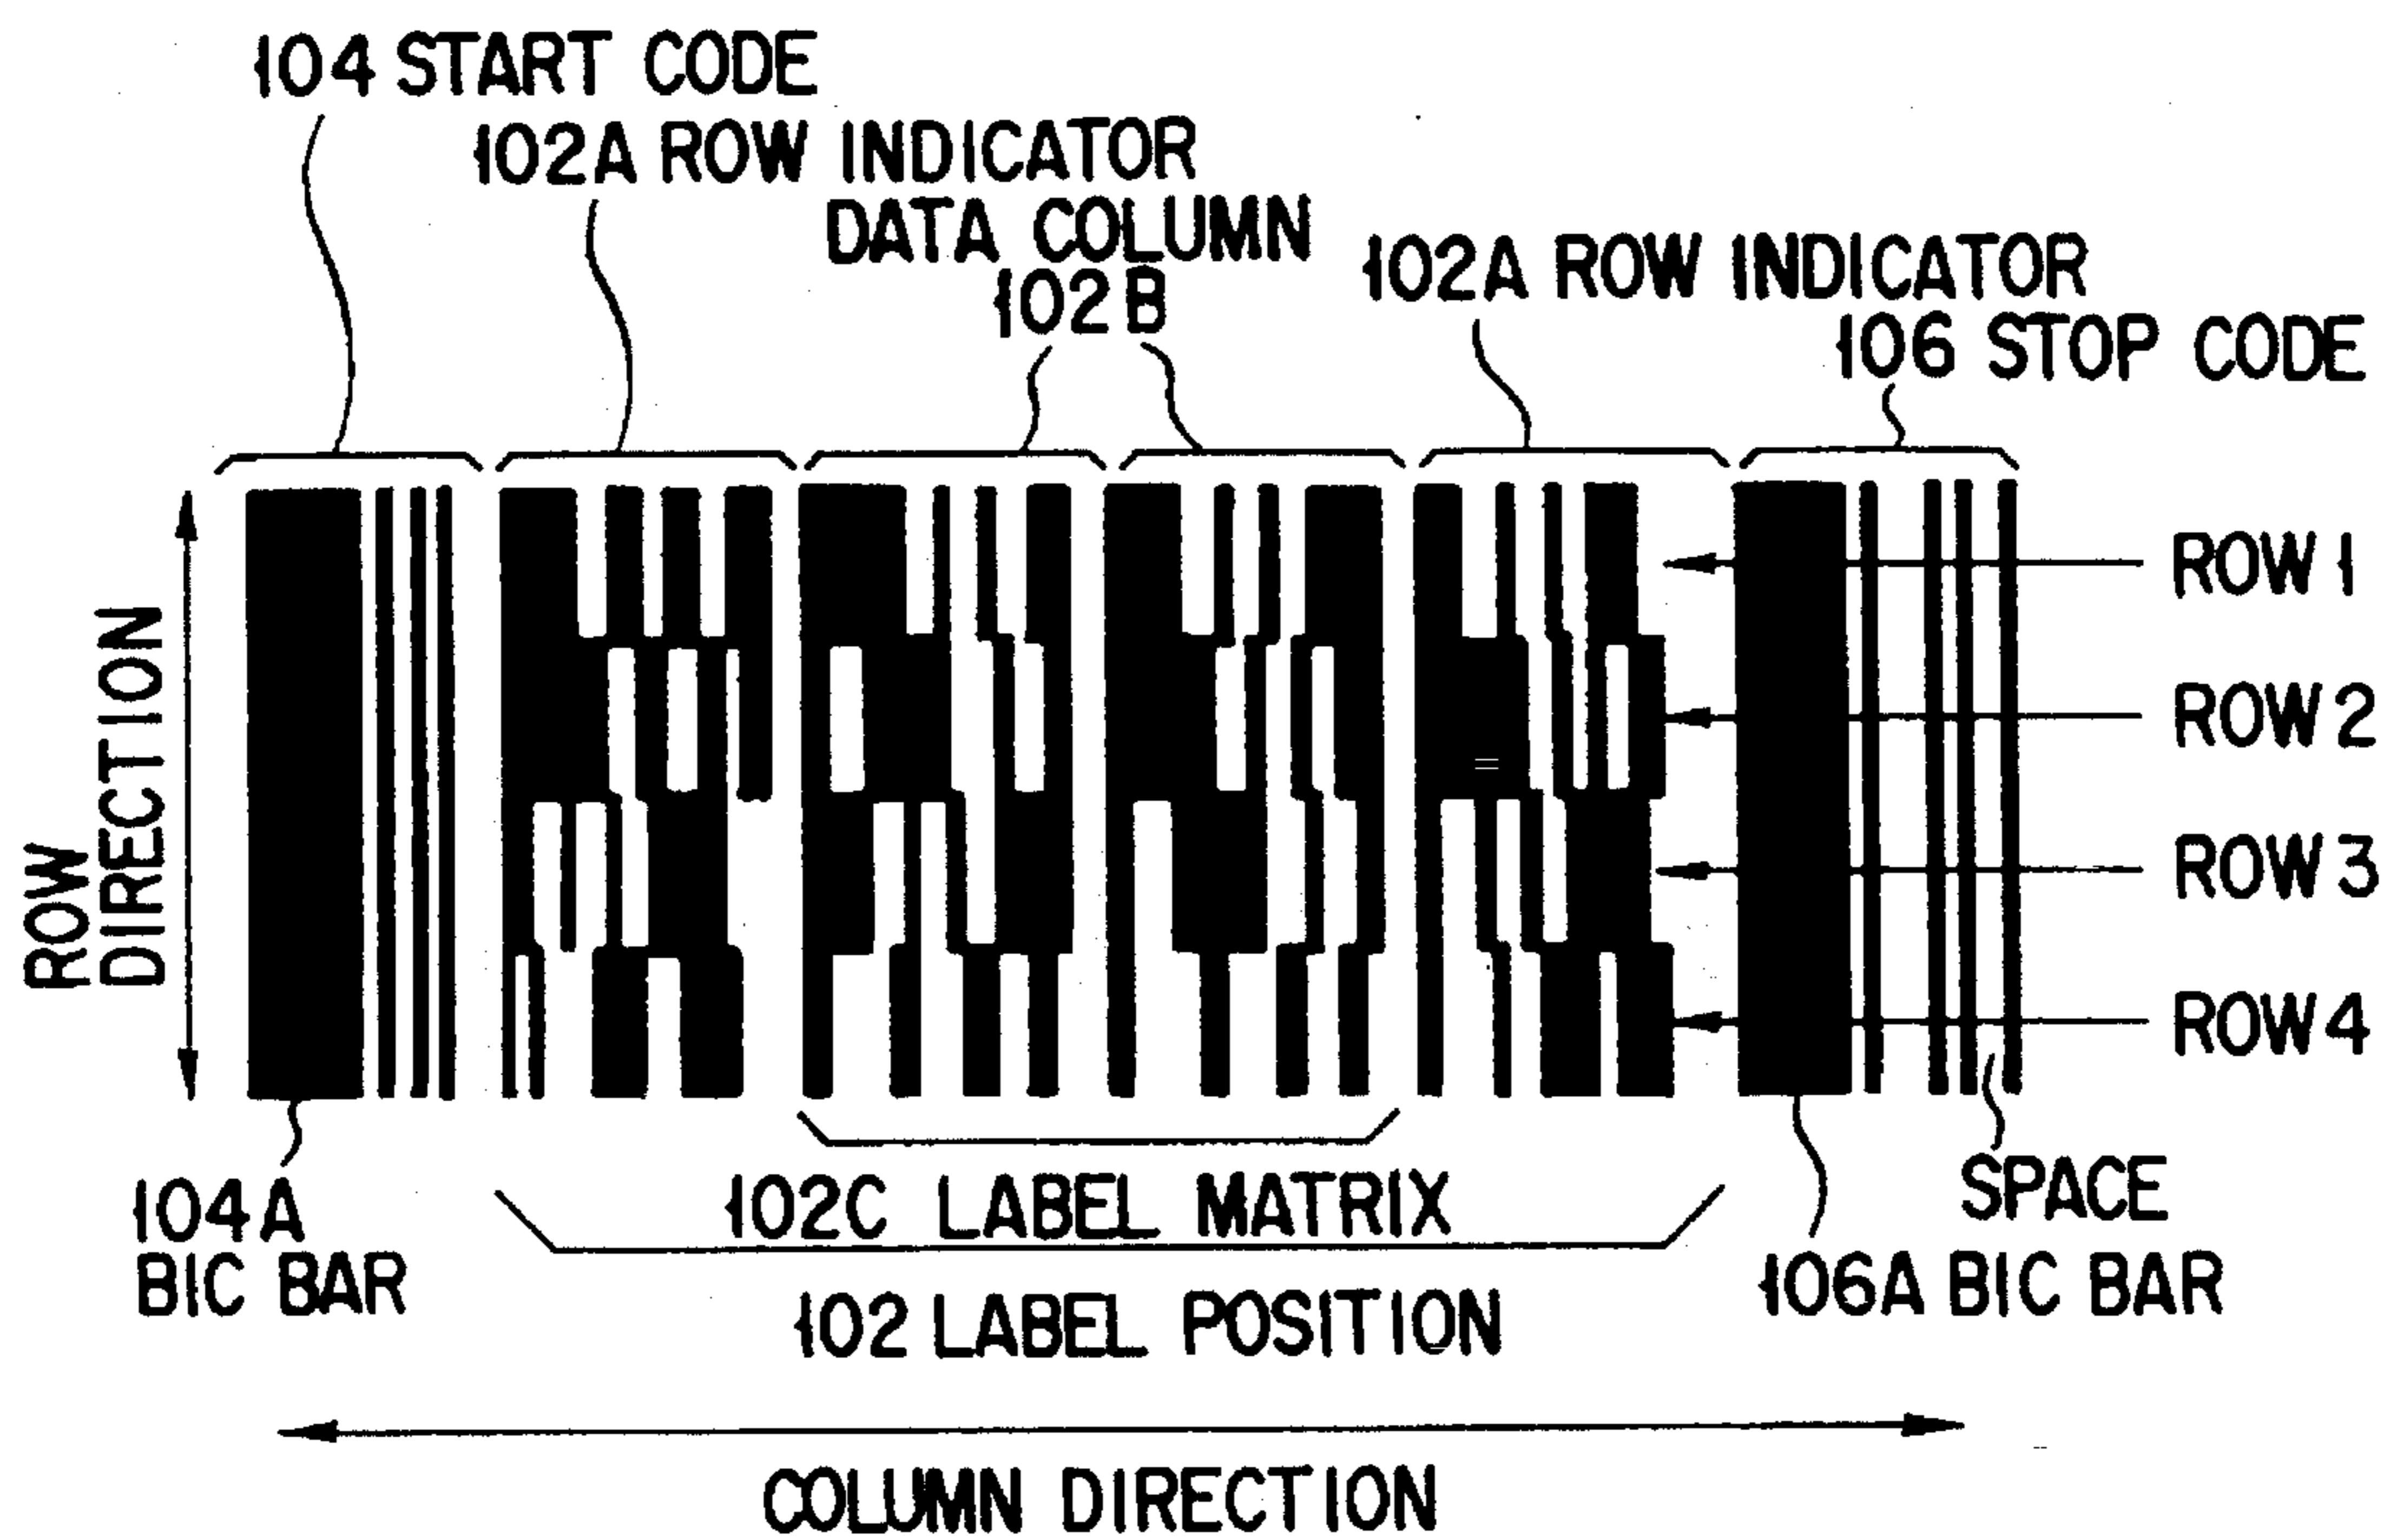 104 START CODE
102A ROW INDICATOR
DATA COLUMN
102B
102A ROW INDICATOR
106 STOP CODE
ROW
DIRECTION
ROW 1
ROW 2
ROW 3
ROW 4
104A
BIC BAR
102C LABEL MATRIX
102 LABEL POSITION
SPACE
106A BIC BAR
COLUMN DIRECTION